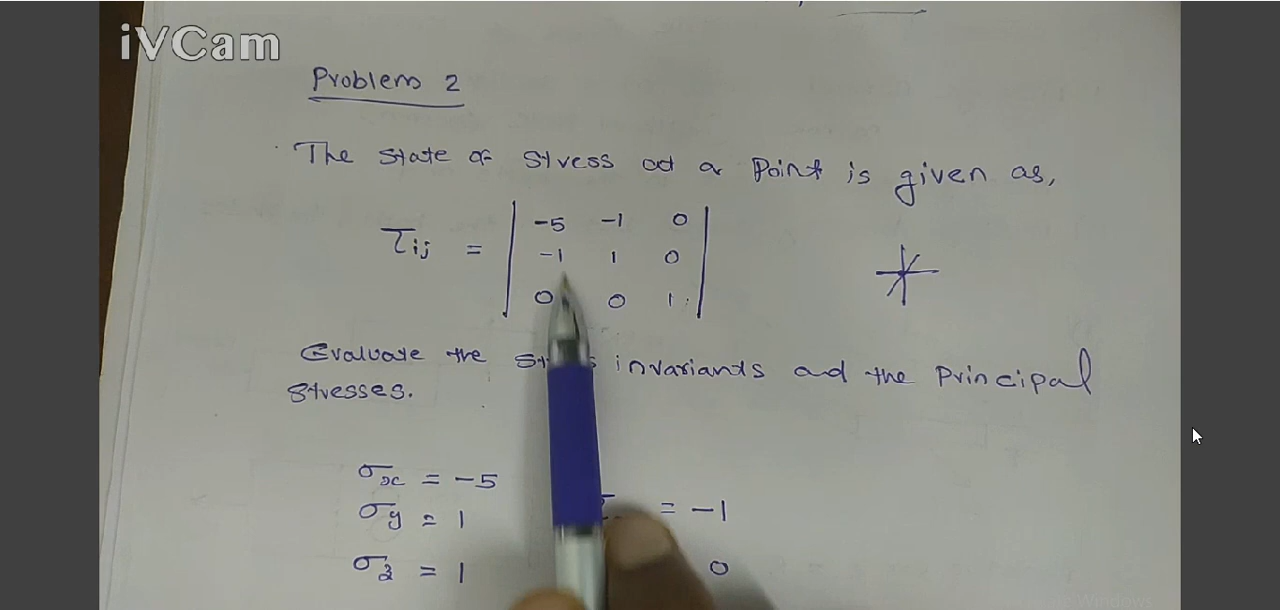 iVCam
Problem 2
The state of stress at a point is given as,
τij = | -5 -1 0 |
-1 1 0
0 0 1
Evaluate the invariants and the Principal
stresses.
σx = -5
σy = 1 = -1
σz = 1 0
Windows